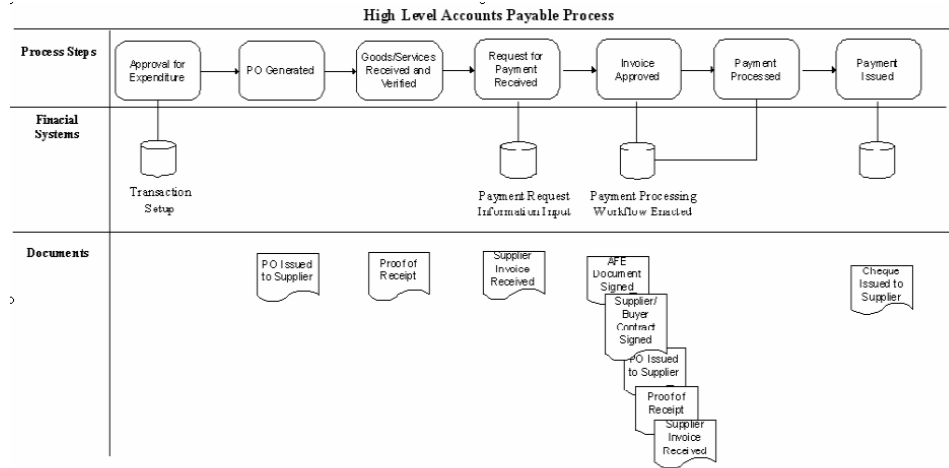 High Level Accounts Payable Process
Process Steps
Approval for
Expenditure
PO Generated
Goods/Services
Received and
Verified
Request for
Payment
Received
Invoice
Approved
Payment
Processed
Payment
Issued
Finacial
Systems
Transaction
Setup
Payment Request
Information Input
Payment Processing
Workflow Enacted
Documents
PO Issued
to Supplier
Proof of
Receipt
Supplier
Invoice
Received
AFE
Document
Signed
Supplier/
Buyer
Contract
Signed
PO Issued
to Supplier
Proof of
Receipt
Supplier
Invoice
Received
Cheque
Issued to
Supplier